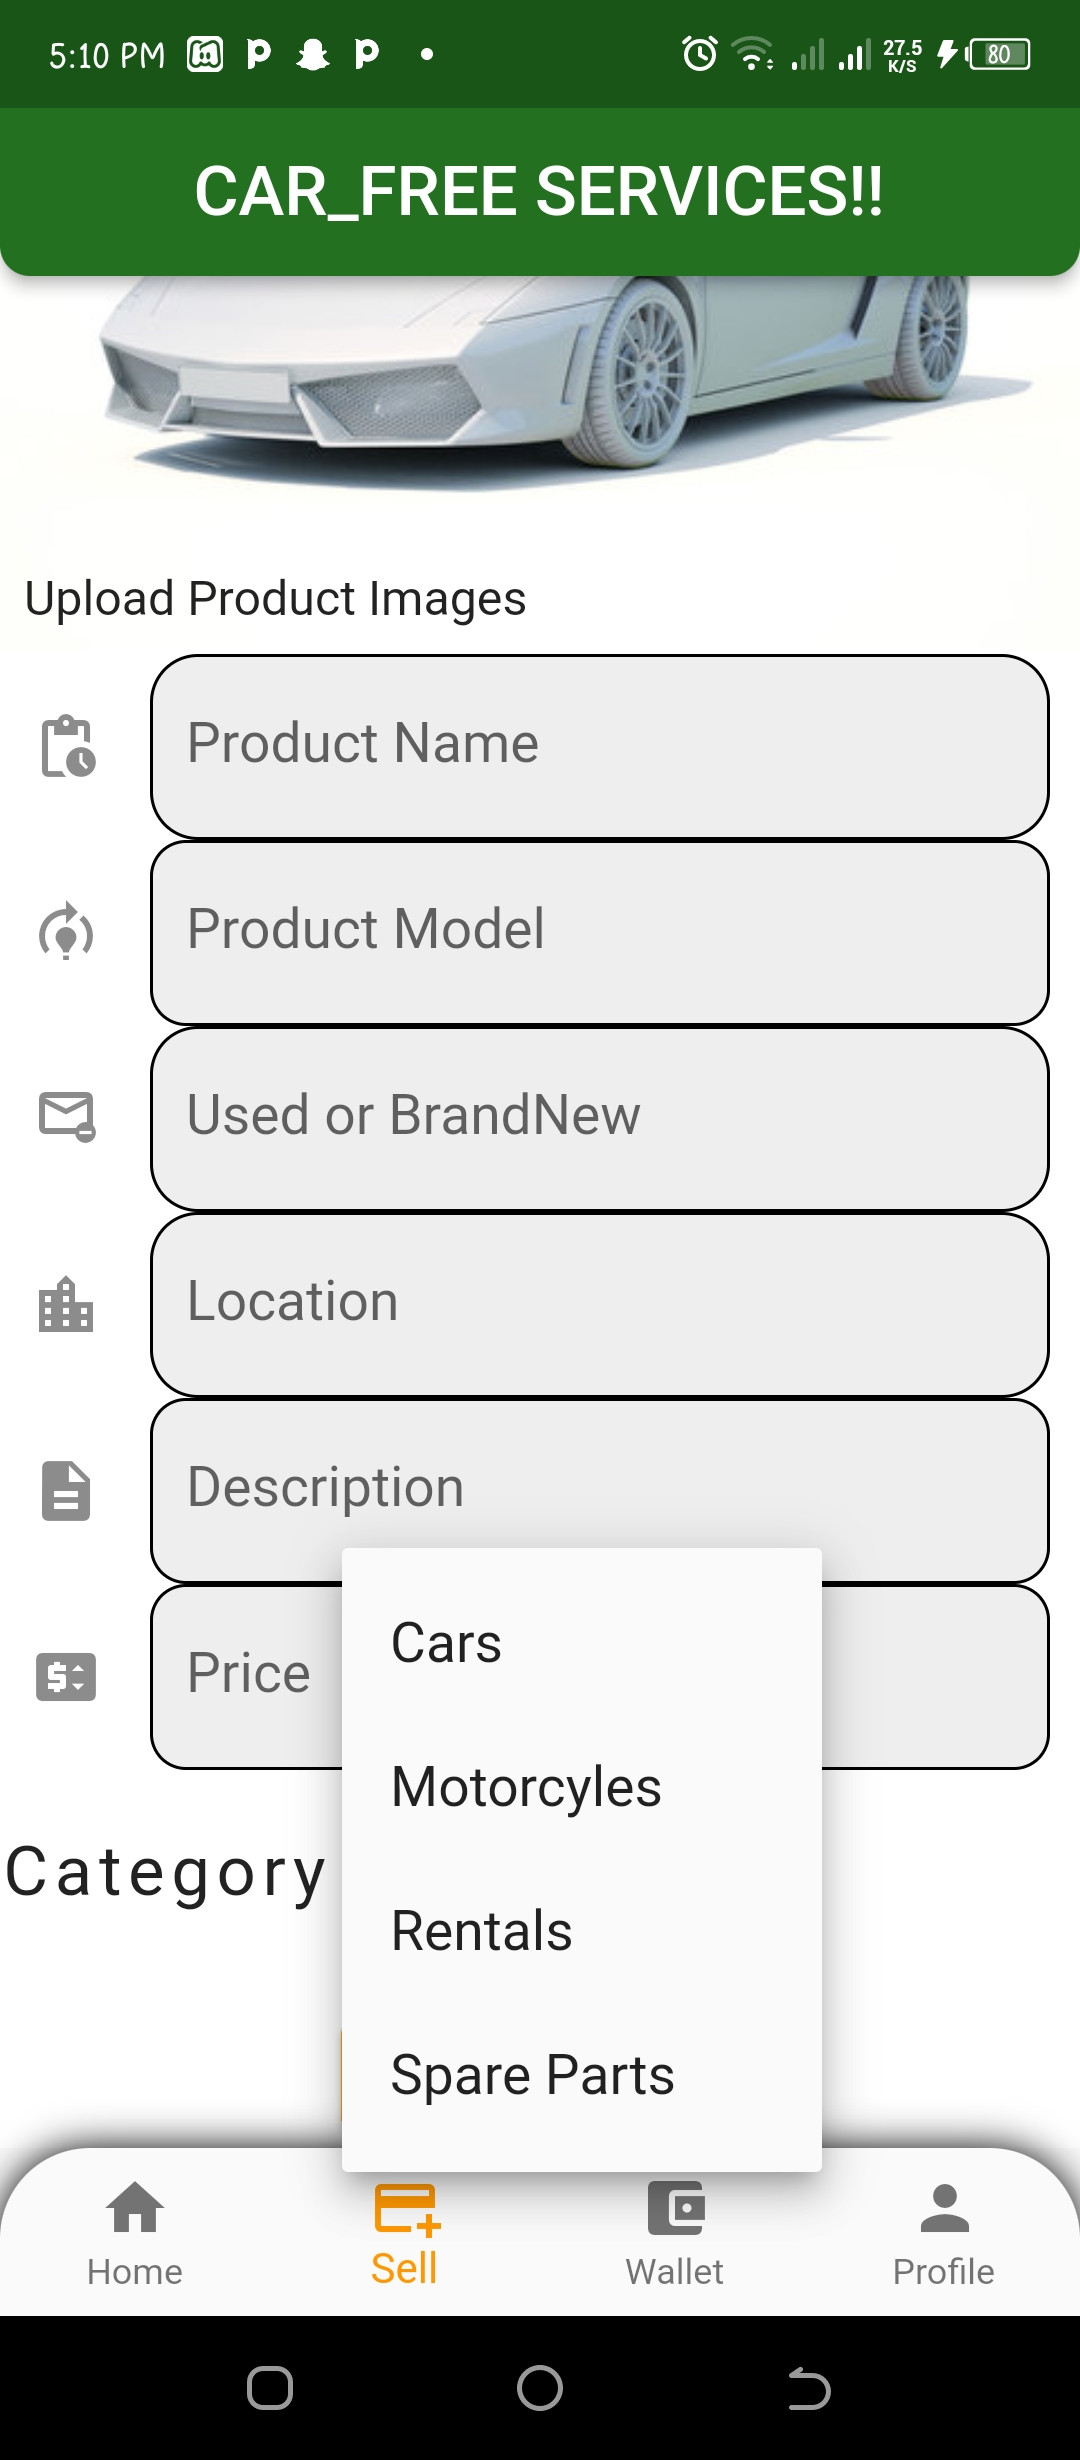 5:10 PM
27.5
K/S
80
CAR_FREE SERVICES!!
Upload Product Images
Product Name
Product Model
Used or BrandNew
Location
Description
Price
Cars
Motorcyles
Category
Rentals
Spare Parts
Home
Sell
Wallet
Profile